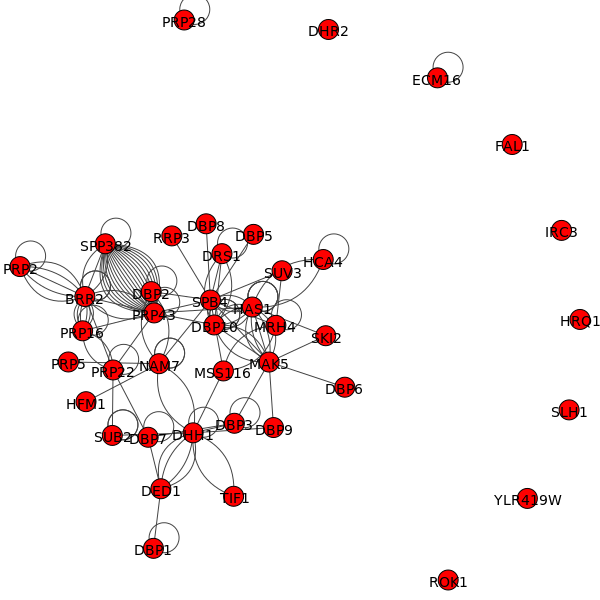 PRP28
DHR2
ECM16
FAL1
IRC3
DBP8
RRP3
DBP5
SPP382
DRS1
HCA4
PRP2
SUV3
DBP2
BRR2
SPB4
HAS1
PRP43
HRQ1
DBP10
MRH4
PRP16
SKI2
PRP5
NAM7
MAK5
PRP22
MSS116
DBP6
HFM1
SLH1
DBP3
DBP9
SUB2
DBP7
DHH1
DED1
TIF1
YLR419W
DBP1
ROK1